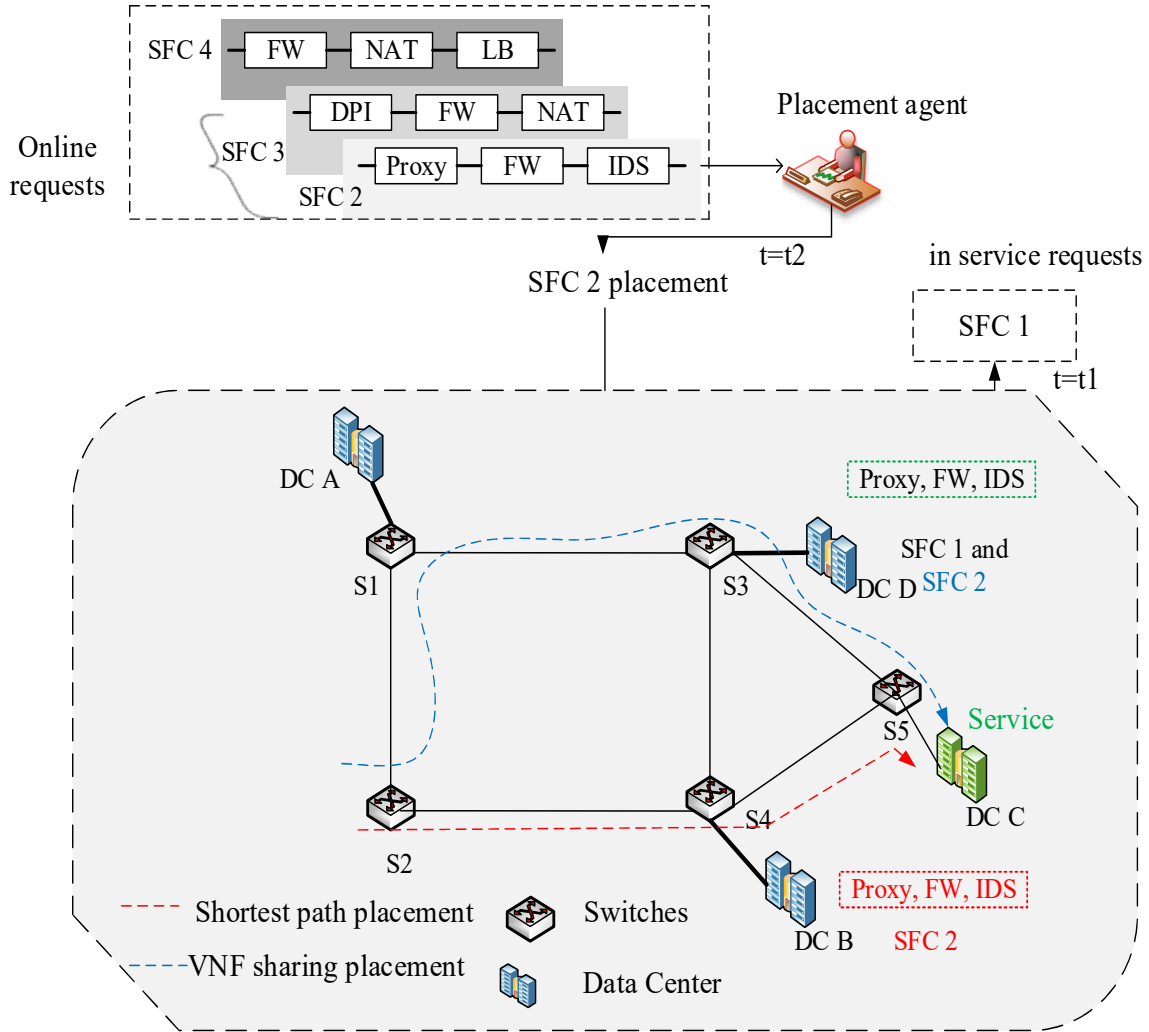 SFC 4
FW
NAT
LB
DPI
FW
NAT
SFC 3
Proxy
FW
IDS
SFC 2
Online
requests
Placement agent
t=t2
SFC 2 placement
in service requests
SFC 1
t=t1
DC A
Proxy, FW, IDS
S1
S3
SFC 1 and
SFC 2
DC D
Service
S5
S2
S4
DC C
Proxy, FW, IDS
SFC 2
DC B
Shortest path placement
Switches
VNF sharing placement
Data Center